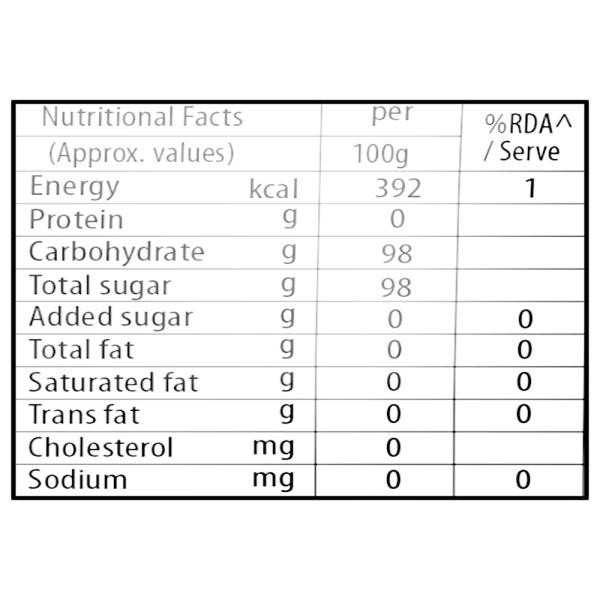 Nutritional Facts per %RDA^
(Approx. values) 100g / Serve
Energy kcal 392 1
Protein g 0
Carbohydrate g 98
Total sugar g 98
Added sugar g 0 0
Total fat g 0 0
Saturated fat g 0 0
Trans fat g 0 0
Cholesterol mg 0
Sodium mg 0 0